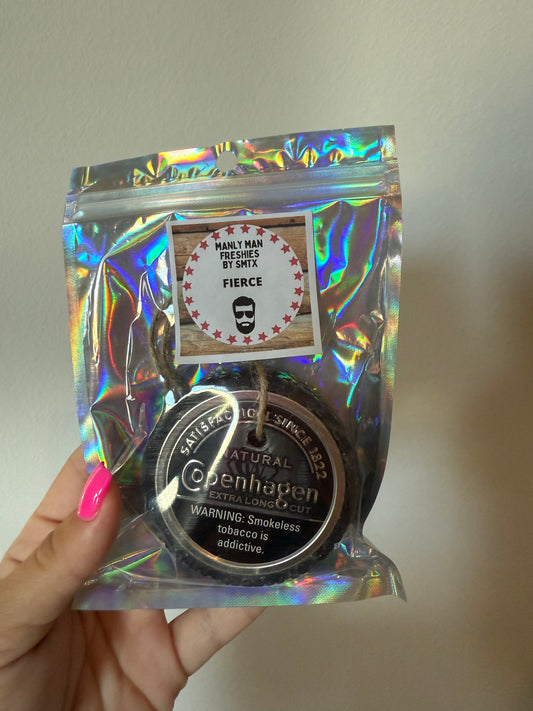 MANLY MAN
FRESHIES
BY SMTX
FIERCE
SATISFACTION SINCE 1822
NATURAL
Copenhagen
EXTRA LONG CUT
WARNING: Smokeless
tobacco is
addictive.